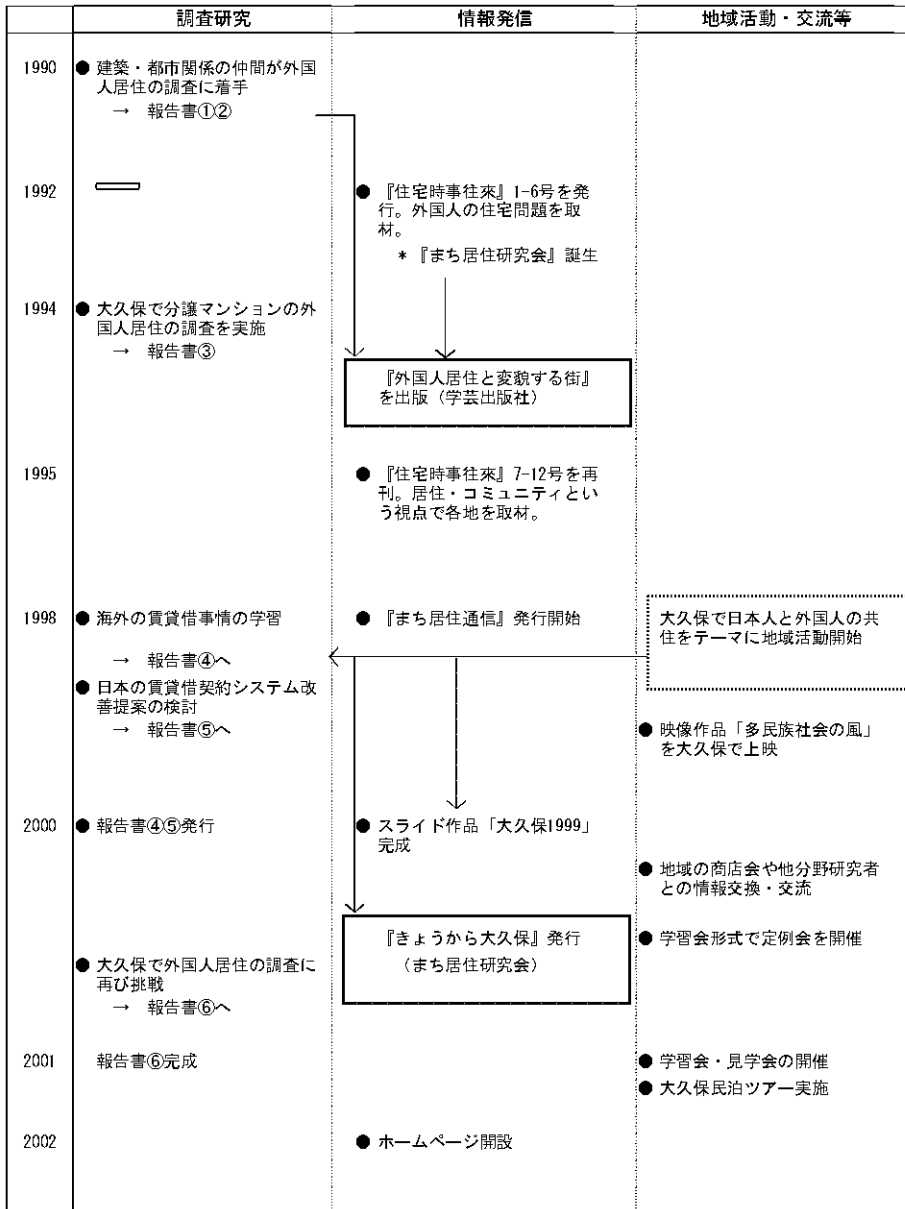 調査研究 情報発信 地域活動・交流等
1990 ● 建築・都市関係の仲間が外国
人居住の調査に着手
→ 報告書①②
1992 ● 『住宅時事往來』1-6号を発
行。外国人の住宅問題を取
材。
* 『まち居住研究会』誕生
1994 ● 大久保で分譲マンションの外
国人居住の調査を実施
→ 報告書③
『外国人居住と変貌する街』
を出版（学芸出版社）
1995 ● 『住宅時事往來』7-12号を再
刊。居住・コミュニティとい
う視点で各地を取材。
1998 ● 海外の賃貸借事情の学習 ● 『まち居住通信』発行開始 大久保で日本人と外国人の共
住をテーマに地域活動開始
→ 報告書④へ
● 日本の賃貸借契約システム改
善提案の検討
→ 報告書⑤へ
● 映像作品「多民族社会の風」
を大久保で上映
2000 ● 報告書④⑤発行 ● スライド作品「大久保1999」
完成
● 地域の商店会や他分野研究者
との情報交換・交流
『きょうから大久保』発行
（まち居住研究会）
● 学習会形式で定例会を開催
● 大久保で外国人居住の調査に
再び挑戦
→ 報告書⑥へ
2001 報告書⑥完成 ● 学習会・見学会の開催
● 大久保民泊ツアー実施
2002 ● ホームページ開設